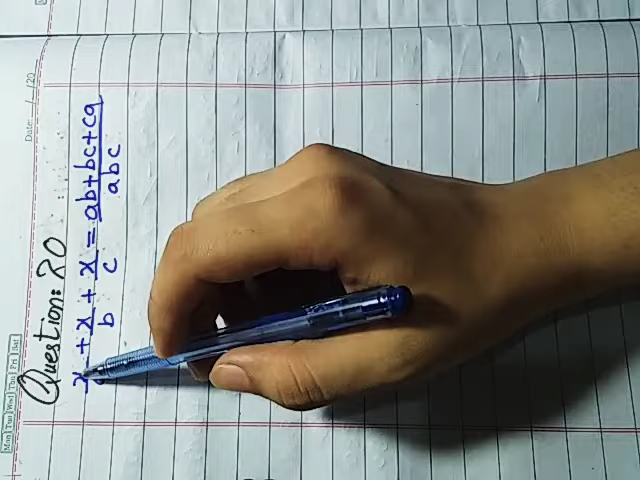 Mon Tue Wed Thu Fri Sat
Date: / /20
Question: 20
x + x/b + x/c = ab+bc+ca/abc